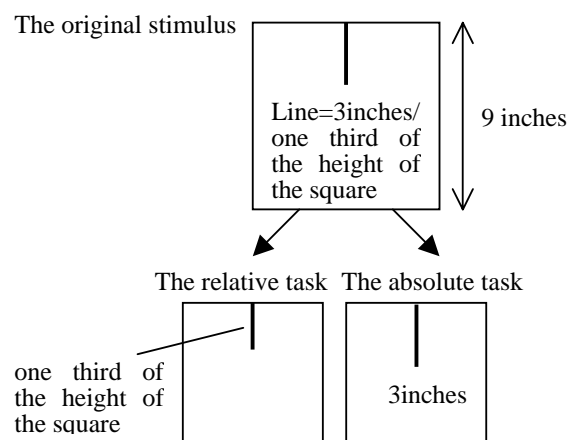 The original stimulus
Line=3inches/
one third of
the height of
the square
9 inches
The relative task
The absolute task
one third of
the height of
the square
3inches